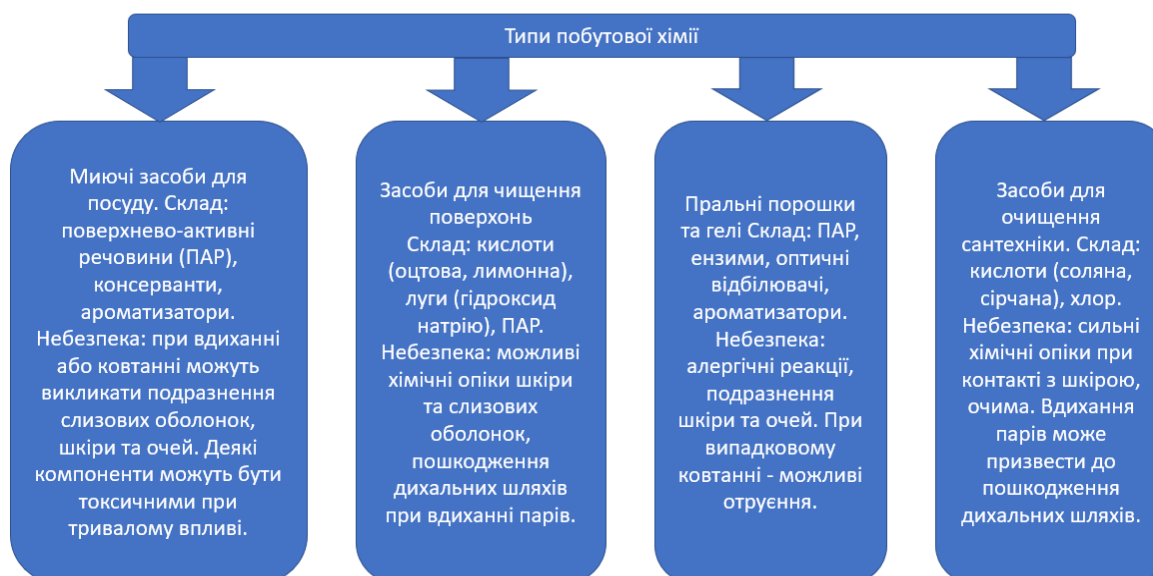 Типи побутової хімії
Миючі засоби для
посуду. Склад:
поверхнево-активні
речовини (ПАР),
консерванти,
ароматизатори.
Небезпека: при вдиханні
або ковтанні можуть
викликати подразнення
слизових оболонок,
шкіри та очей. Деякі
компоненти можуть бути
токсичними при
тривалому впливі.
Засоби для чищення
поверхонь
Склад: кислоти
(оцтова, лимонна),
луги (гідроксид
натрію), ПАР.
Небезпека: можливі
хімічні опіки шкіри
та слизових
оболонок,
пошкодження
дихальних шляхів
при вдиханні парів.
Пральні порошки
та гелі Склад: ПАР,
ензими, оптичні
відбілювачі,
ароматизатори.
Небезпека:
алергічні реакції,
подразнення
шкіри та очей. При
випадковому
ковтанні - можливі
отруєння.
Засоби для
очищення
сантехніки. Склад:
кислоти (соляна,
сірчана), хлор.
Небезпека: сильні
хімічні опіки при
контакті з шкірою,
очима. Вдихання
парів може
призвести до
пошкодження
дихальних шляхів.